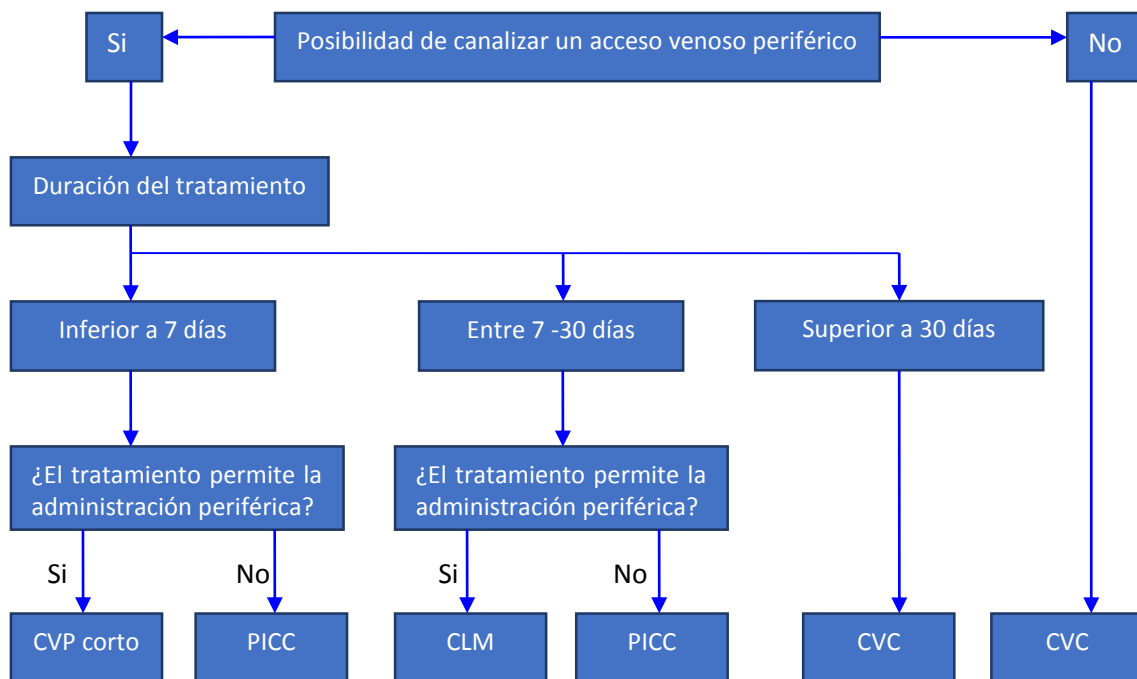 Si
Posibilidad de canalizar un acceso venoso periférico
No
Duración del tratamiento
Inferior a 7 días
Entre 7 -30 días
Superior a 30 días
¿El tratamiento permite la
administración periférica?
¿El tratamiento permite la
administración periférica?
Si
No
Si
No
CVP corto
PICC
CLM
PICC
CVC
CVC